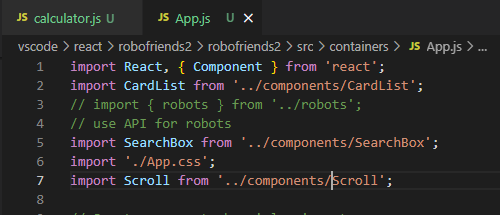 JS calculator.js U JS App.js U ×
vscode > react > robofriends2 > robofriends2 > src > containers > JS App.js > ...
1 import React, { Component } from 'react';
2 import CardList from '../components/CardList';
3 // import { robots } from '../robots';
4 // use API for robots
5 import SearchBox from '../components/SearchBox';
6 import './App.css';
7 import Scroll from '../components/Scroll';
8